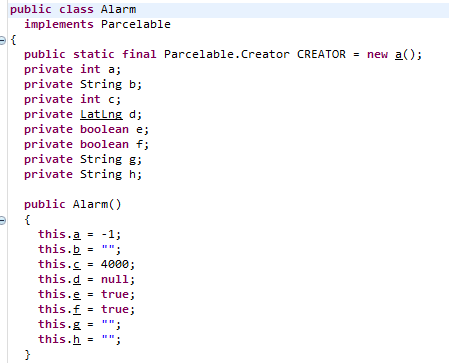 public class Alarm
  implements Parcelable
{
  public static final Parcelable.Creator CREATOR = new a();
  private int a;
  private String b;
  private int c;
  private LatLng d;
  private boolean e;
  private boolean f;
  private String g;
  private String h;

  public Alarm()
  {
    this.a = -1;
    this.b = "";
    this.c = 4000;
    this.d = null;
    this.e = true;
    this.f = true;
    this.g = "";
    this.h = "";
  }